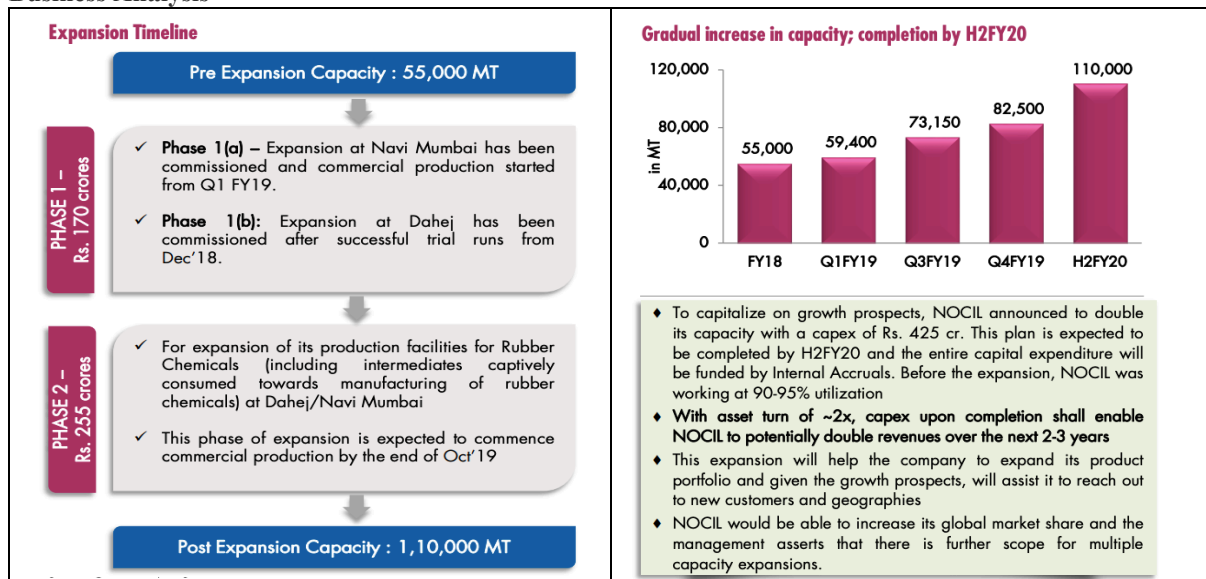 Expansion Timeline
Pre Expansion Capacity : 55,000 MT
PHASE 1 –
Rs. 170 crores
✓ Phase 1(a) – Expansion at Navi Mumbai has been
commissioned and commercial production started
from Q1 FY19.
✓ Phase 1(b): Expansion at Dahej has been
commissioned after successful trial runs from
Dec’18.
PHASE 2 –
Rs. 255 crores
✓ For expansion of its production facilities for Rubber
Chemicals (including intermediates captively
consumed towards manufacturing of rubber
chemicals) at Dahej/Navi Mumbai
✓ This phase of expansion is expected to commence
commercial production by the end of Oct’19
Post Expansion Capacity : 1,10,000 MT
Gradual increase in capacity; completion by H2FY20
in MT
120,000
80,000
40,000
0
55,000
59,400
73,150
82,500
110,000
FY18 Q1FY19 Q3FY19 Q4FY19 H2FY20
♦ To capitalize on growth prospects, NOCIL announced to double
its capacity with a capex of Rs. 425 cr. This plan is expected to
be completed by H2FY20 and the entire capital expenditure will
be funded by Internal Accruals. Before the expansion, NOCIL was
working at 90-95% utilization
♦ With asset turn of ~2x, capex upon completion shall enable
NOCIL to potentially double revenues over the next 2-3 years
♦ This expansion will help the company to expand its product
portfolio and given the growth prospects, will assist it to reach out
to new customers and geographies
♦ NOCIL would be able to increase its global market share and the
management asserts that there is further scope for multiple
capacity expansions.